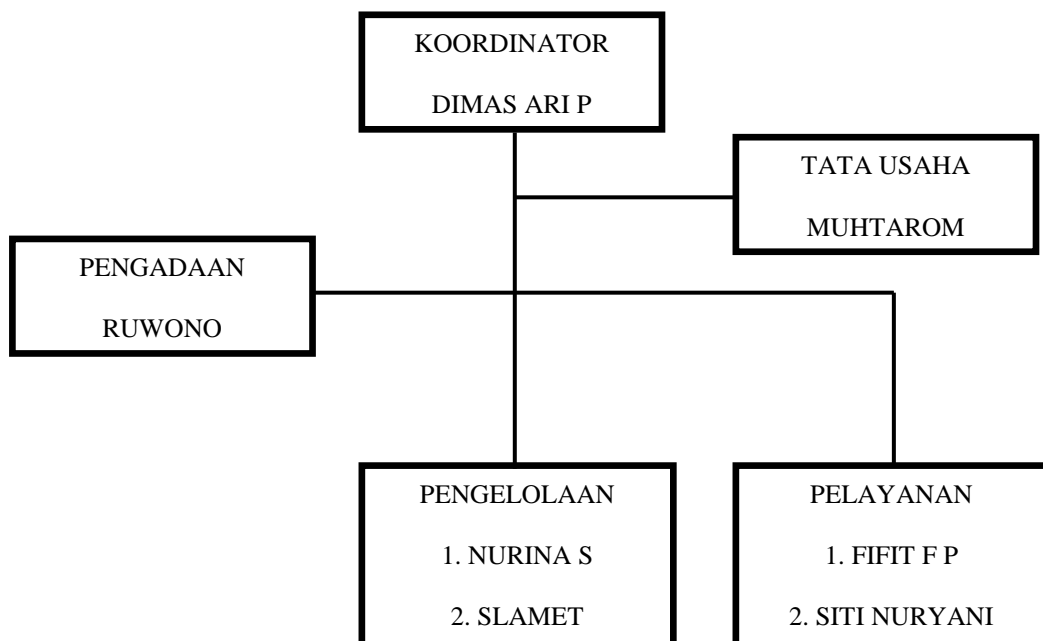 KOORDINATOR
DIMAS ARI P
TATA USAHA
MUHTAROM
PENGADAAN
RUWONO
PENGELOLAAN
1. NURINA S
2. SLAMET
PELAYANAN
1. FIFIT F P
2. SITI NURYANI